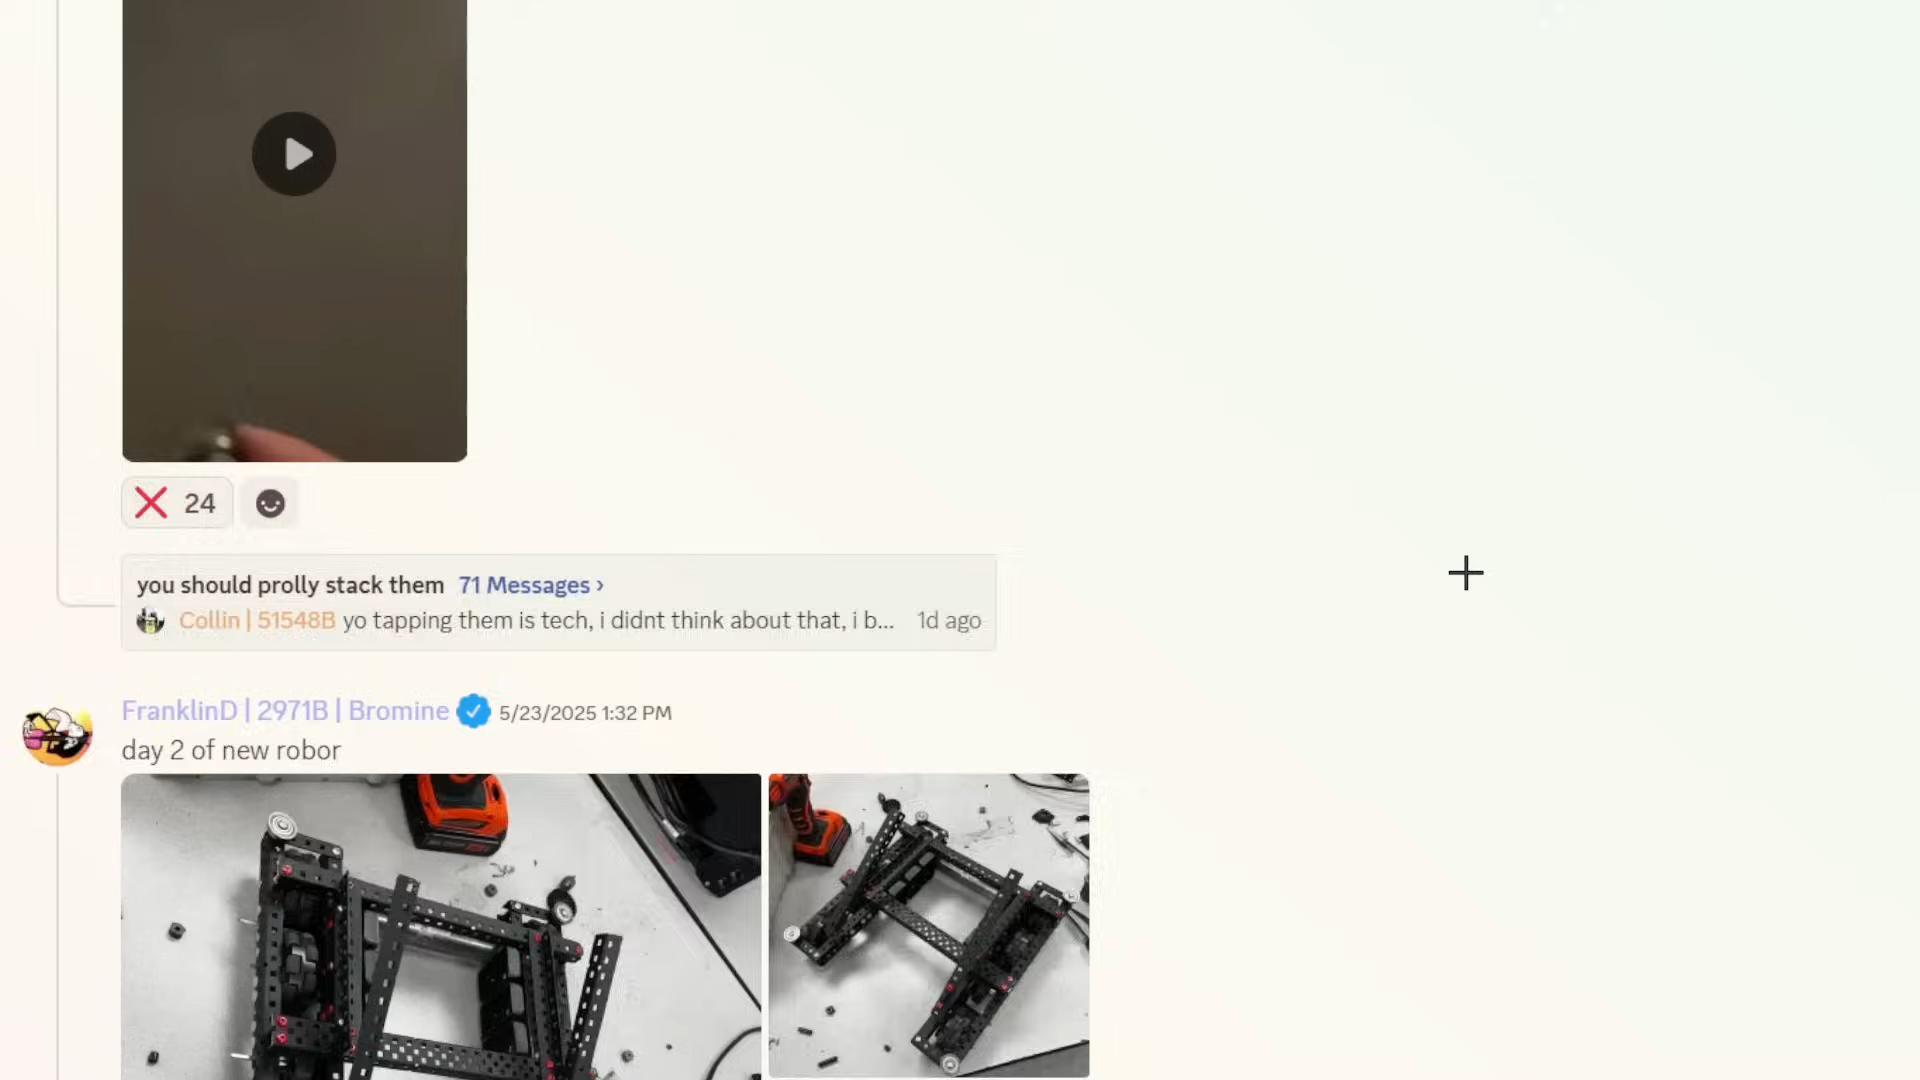 24
you should prolly stack them 71 Messages ›
Collin | 51548B yo tapping them is tech, i didnt think about that, i b... 1d ago
FranklinD | 2971B | Bromine 5/23/2025 1:32 PM
day 2 of new robor